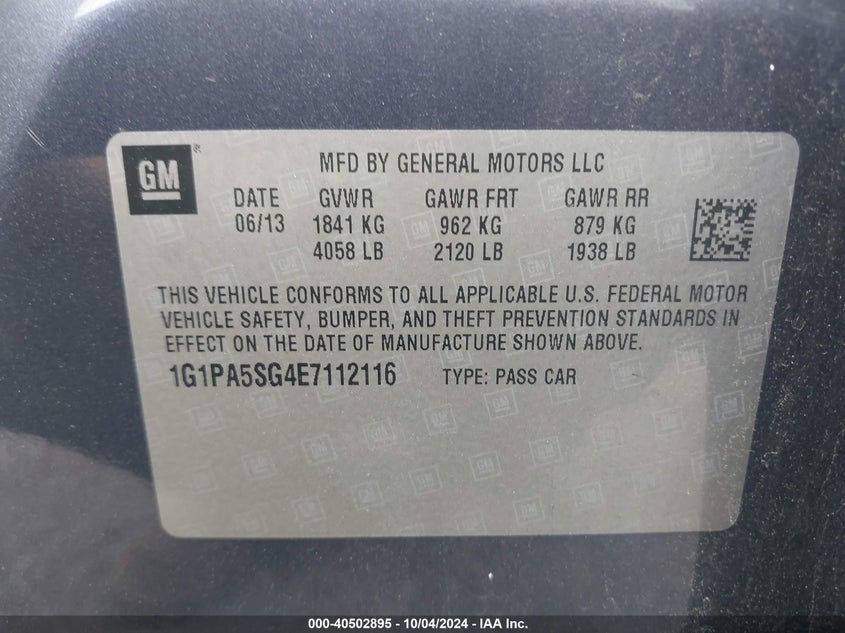 GM ®
MFD BY GENERAL MOTORS LLC
DATE GVWR GAWR FRT GAWR RR
06/13 1841 KG 962 KG 879 KG
4058 LB 2120 LB 1938 LB
THIS VEHICLE CONFORMS TO ALL APPLICABLE U.S. FEDERAL MOTOR
VEHICLE SAFETY, BUMPER, AND THEFT PREVENTION STANDARDS IN
EFFECT ON THE DATE OF MANUFACTURE SHOWN ABOVE.
1G1PA5SG4E7112116 TYPE: PASS CAR
000-40502895 - 10/04/2024 - IAA Inc.